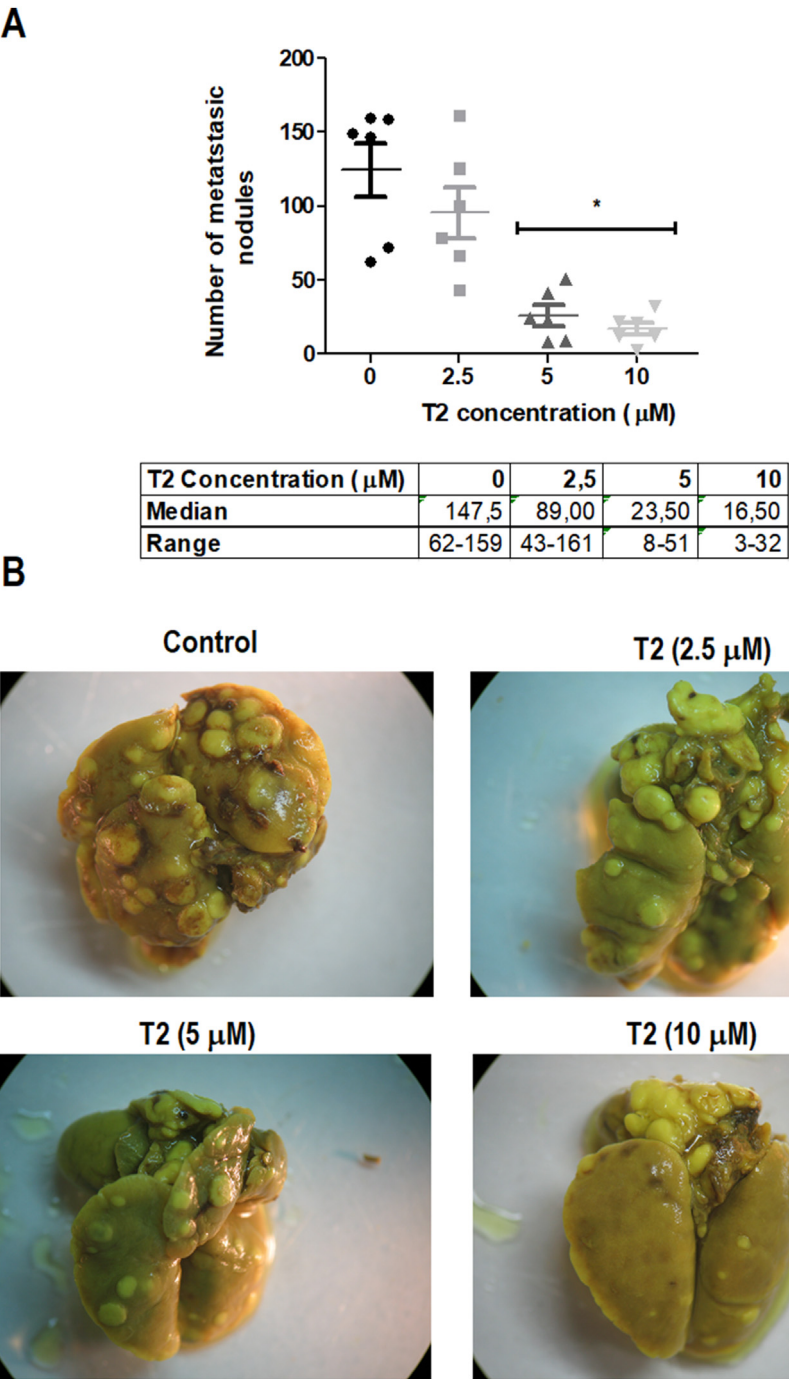 A
Number of metatstasic
nodules
200
150
100
50
0
*
0 2.5 5 10
T2 concentration ( μM)
T2 Concentration ( μM) 0 2,5 5 10
Median 147,5 89,00 23,50 16,50
Range 62-159 43-161 8-51 3-32
B
Control T2 (2.5 μM)
T2 (5 μM) T2 (10 μM)